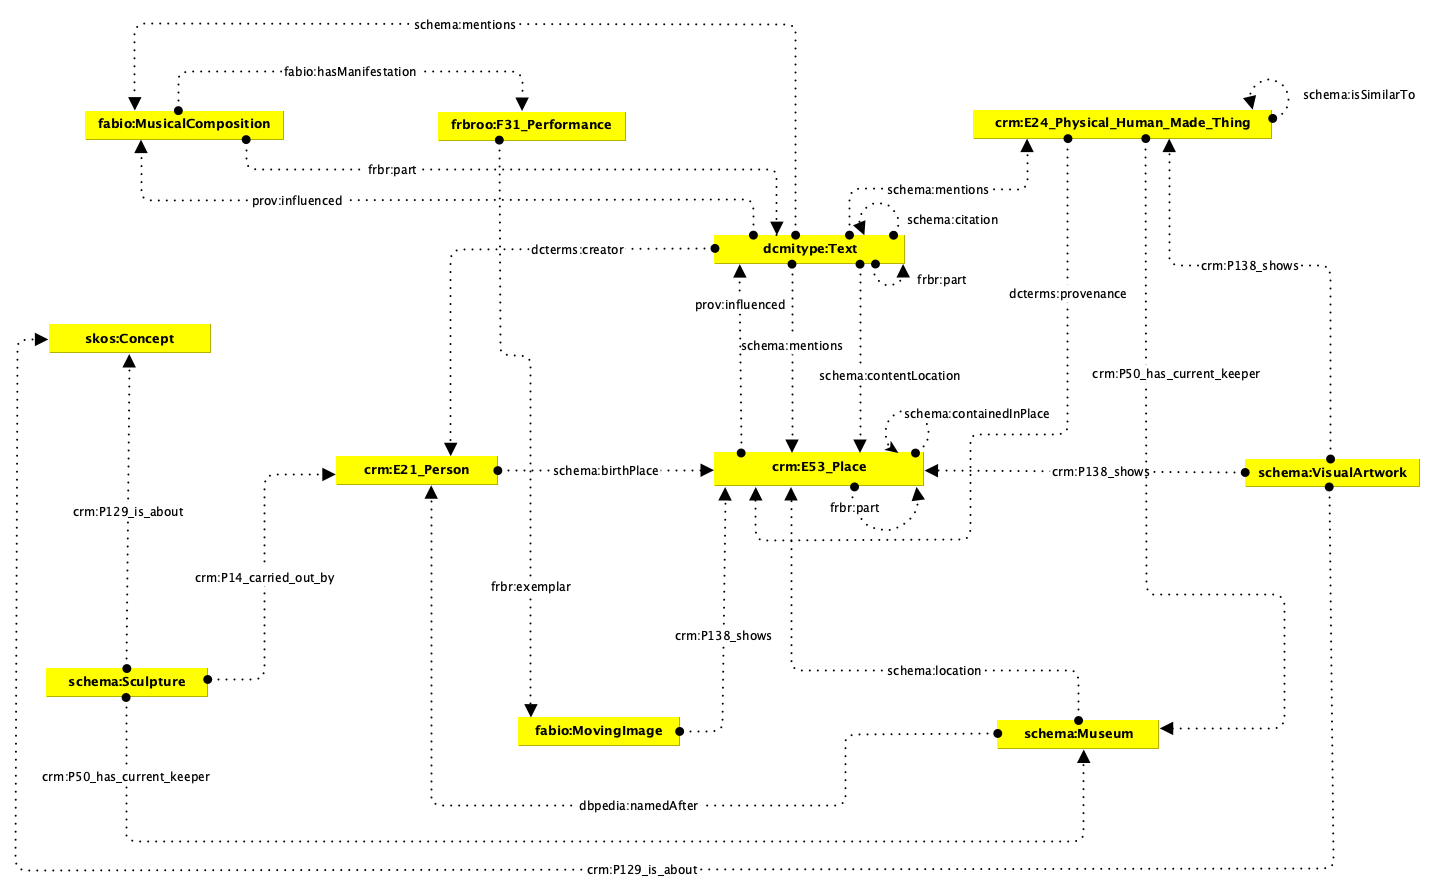 schema:mentions
fabio:hasManifestation
schema:isSimilarTo
fabio:MusicalComposition
frbroo:F31_Performance
crm:E24_Physical_Human_Made_Thing
frbr:part
schema:mentions
prov:influenced
schema:citation
dcterms:creator
dcmitype:Text
crm:P138_shows
frbr:part
dcterms:provenance
prov:influenced
skos:Concept
schema:mentions
schema:contentLocation
crm:P50_has_current_keeper
schema:containedInPlace
crm:E21_Person
schema:birthPlace
crm:E53_Place
crm:P138_shows
schema:VisualArtwork
crm:P129_is_about
frbr:part
crm:P14_carried_out_by
frbr:exemplar
crm:P138_shows
schema:location
schema:Sculpture
fabio:MovingImage
schema:Museum
crm:P50_has_current_keeper
dbpedia:namedAfter
crm:P129_is_about